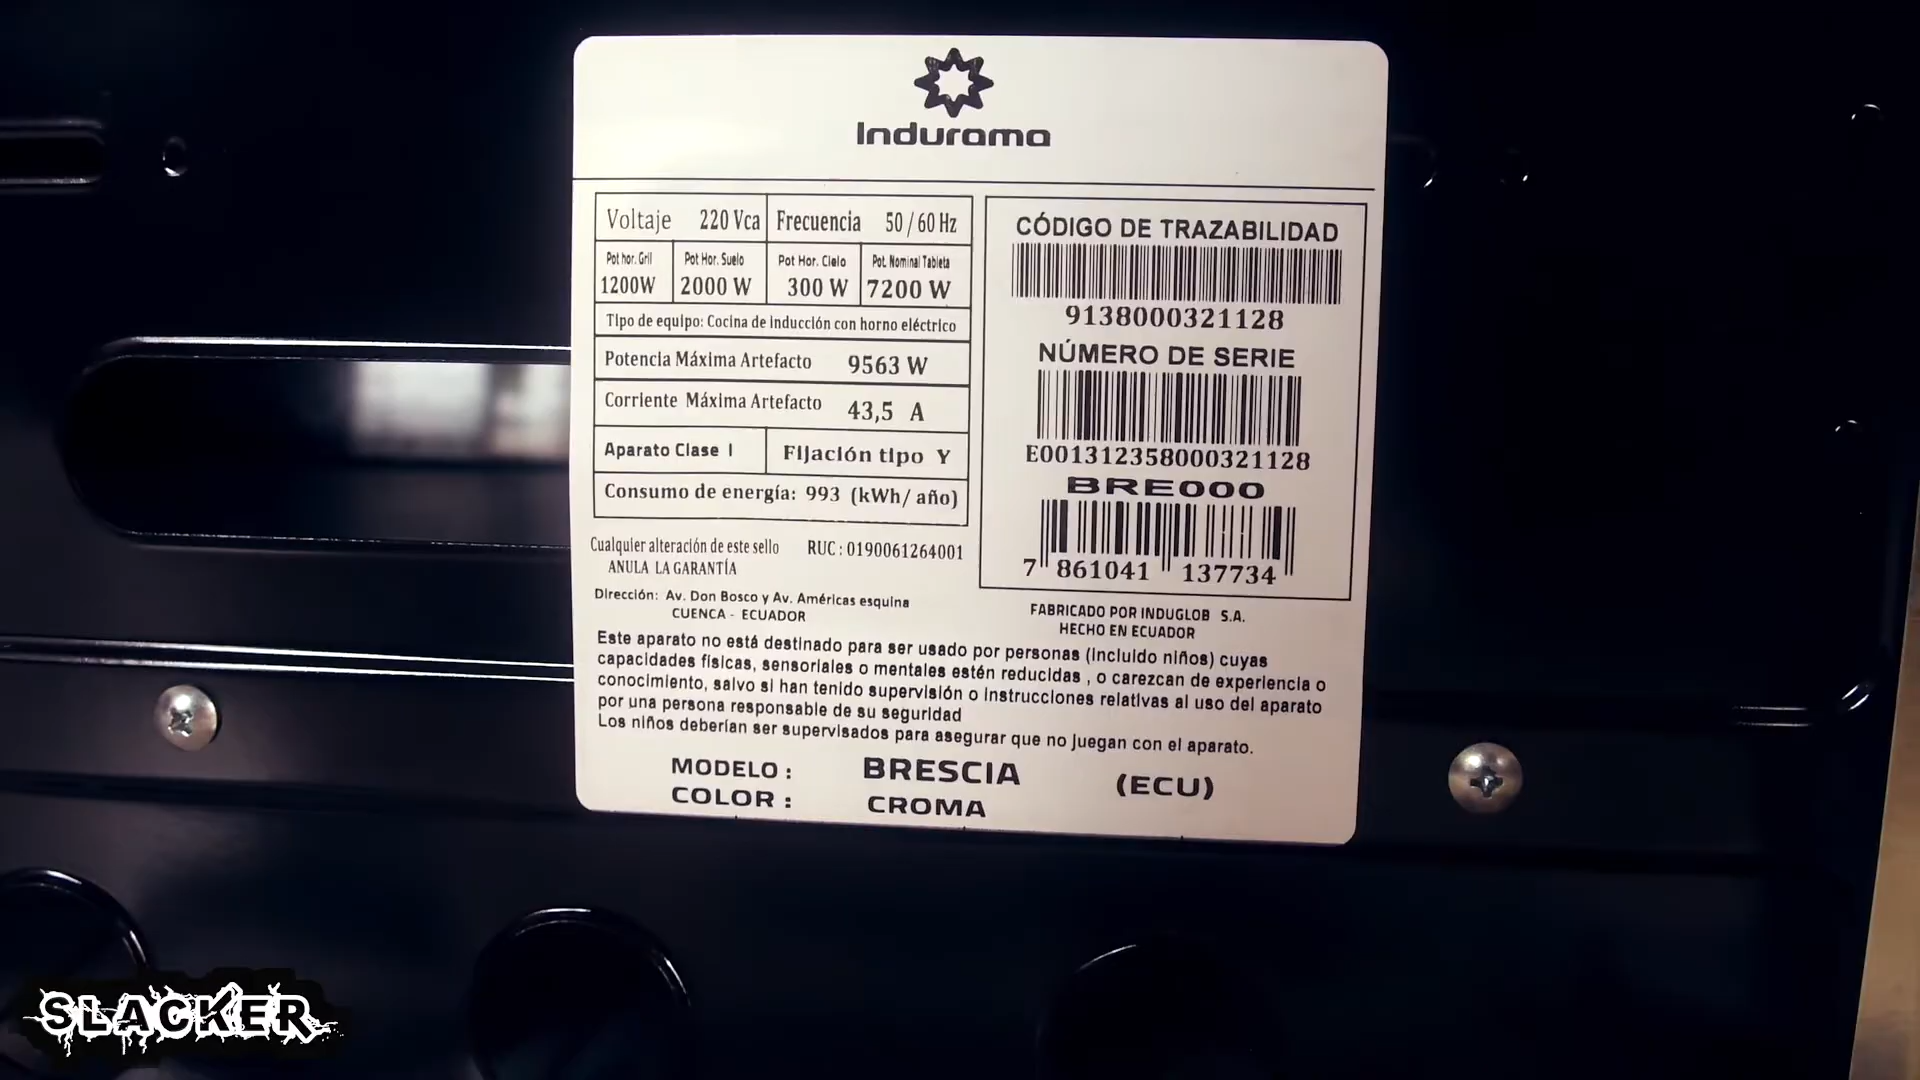 Indurama
Voltaje 220 Vca Frecuencia 50 / 60 Hz
Pot hor. Gril Pot Hor. Suelo Pot Hor. Cielo Pot. Nominal Tableta
1200W 2000 W 300 W 7200 W
Tipo de equipo: Cocina de inducción con horno eléctrico
Potencia Máxima Artefacto 9563 W
Corriente Máxima Artefacto 43,5 A
Aparato Clase I Fijación tipo Y
Consumo de energía: 993 (kWh/ año)
CÓDIGO DE TRAZABILIDAD
9138000321128
NÚMERO DE SERIE
E001312358000321128
BRE000
7 861041 137734
Cualquier alteración de este sello RUC : 0190061264001
ANULA LA GARANTÍA
Dirección: Av. Don Bosco y Av. Américas esquina
CUENCA - ECUADOR
FABRICADO POR INDUGLOB S.A.
HECHO EN ECUADOR
Este aparato no está destinado para ser usado por personas (incluido niños) cuyas
capacidades físicas, sensoriales o mentales estén reducidas , o carezcan de experiencia o
conocimiento, salvo si han tenido supervisión o instrucciones relativas al uso del aparato
por una persona responsable de su seguridad
Los niños deberían ser supervisados para asegurar que no juegan con el aparato.
MODELO : BRESCIA (ECU)
COLOR : CROMA
SLACKER